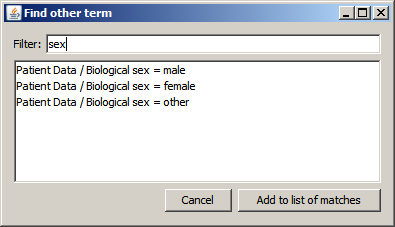 Find other term
Filter: sex
Patient Data / Biological sex = male
Patient Data / Biological sex = female
Patient Data / Biological sex = other
Cancel Add to list of matches